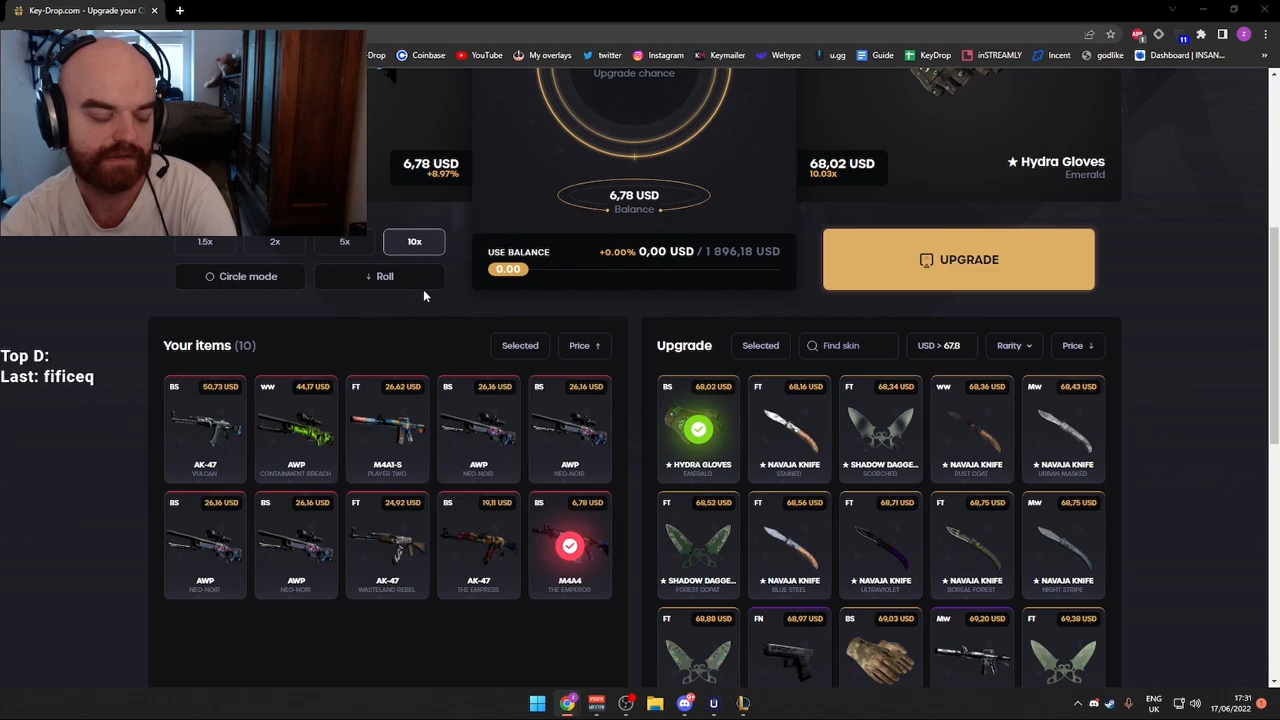 Key-Drop.com - Upgrade your C
Drop Coinbase YouTube My overlays twitter Instagram Keymailer Wehype u.gg Guide KeyDrop inSTREAMLY Incent godlike Dashboard | INSAN...
Upgrade chance
6,78 USD
+8.97%
68,02 USD
10.03x
★ Hydra Gloves
Emerald
6,78 USD
Balance
1.5x 2x 5x 10x
Circle mode Roll
USE BALANCE +0.00% 0,00 USD / 1 896,18 USD
0.00
UPGRADE
Top D:
Last: fificeq
Your items (10) Selected Price ↑
BS 50,73 USD WW 44,17 USD FT 26,62 USD BS 26,16 USD BS 26,16 USD
AK-47 AWP M4A1-S AWP AWP
VULCAN CONTAINMENT BREACH PLAYER TWO NEO-NOIR NEO-NOIR
BS 26,16 USD BS 26,16 USD FT 24,92 USD BS 19,11 USD BS 6,78 USD
AWP AWP AK-47 AK-47 M4A4
NEO-NOIR NEO-NOIR WASTELAND REBEL THE EMPRESS THE EMPEROR
Upgrade Selected Find skin USD > 67.8 Rarity Price ↓
BS 68,02 USD FT 68,16 USD FT 68,34 USD WW 68,36 USD MW 68,43 USD
★ HYDRA GLOVES ★ NAVAJA KNIFE ★ SHADOW DAGGE... ★ NAVAJA KNIFE ★ NAVAJA KNIFE
EMERALD STAINED SCORCHED RUST COAT URBAN MASKED
FT 68,52 USD FT 68,56 USD FT 68,71 USD FT 68,75 USD MW 68,75 USD
★ SHADOW DAGGE... ★ NAVAJA KNIFE ★ NAVAJA KNIFE ★ NAVAJA KNIFE ★ NAVAJA KNIFE
FOREST DDPAT BLUE STEEL ULTRAVIOLET BOREAL FOREST NIGHT STRIPE
FT 68,88 USD FN 68,97 USD BS 69,03 USD MW 69,20 USD FT 69,38 USD
ENG
UK
17:31
17/06/2022